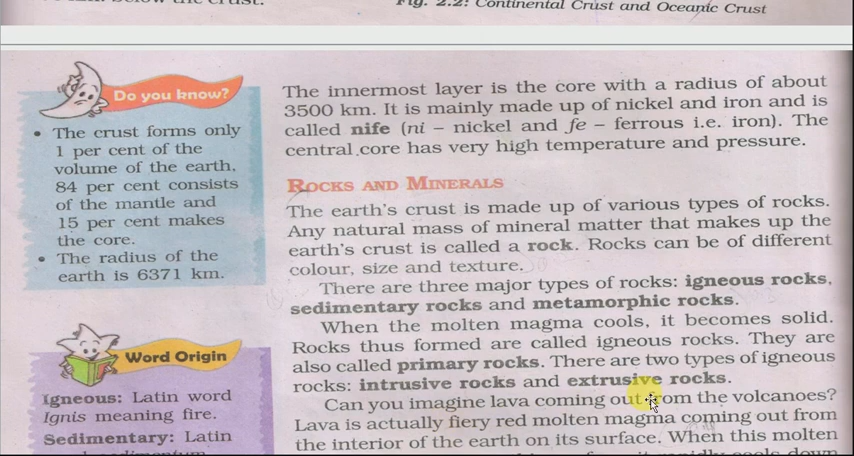 Fig. 2.2: Continental Crust and Oceanic Crust
Do you know?
• The crust forms only
1 per cent of the
volume of the earth,
84 per cent consists
of the mantle and
15 per cent makes
the core.
• The radius of the
earth is 6371 km.
Word Origin
Igneous: Latin word
Ignis meaning fire.
Sedimentary: Latin
The innermost layer is the core with a radius of about
3500 km. It is mainly made up of nickel and iron and is
called nife (ni – nickel and fe – ferrous i.e. iron). The
central core has very high temperature and pressure.
ROCKS AND MINERALS
The earth's crust is made up of various types of rocks.
Any natural mass of mineral matter that makes up the
earth's crust is called a rock. Rocks can be of different
colour, size and texture.
There are three major types of rocks: igneous rocks,
sedimentary rocks and metamorphic rocks.
When the molten magma cools, it becomes solid.
Rocks thus formed are called igneous rocks. They are
also called primary rocks. There are two types of igneous
rocks: intrusive rocks and extrusive rocks.
Can you imagine lava coming out from the volcanoes?
Lava is actually fiery red molten magma coming out from
the interior of the earth on its surface. When this molten